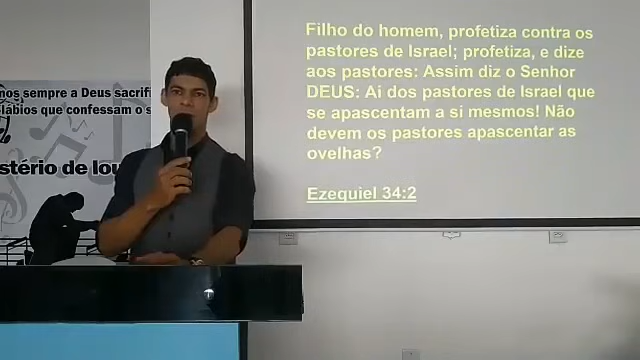 Filho do homem, profetiza contra os
pastores de Israel; profetiza, e dize
aos pastores: Assim diz o Senhor
DEUS: Ai dos pastores de Israel que
se apascentam a si mesmos! Não
devem os pastores apascentar as
ovelhas?
Ezequiel 34:2
nos sempre a Deus sacrifí
lábios que confessam o s
stério de lou